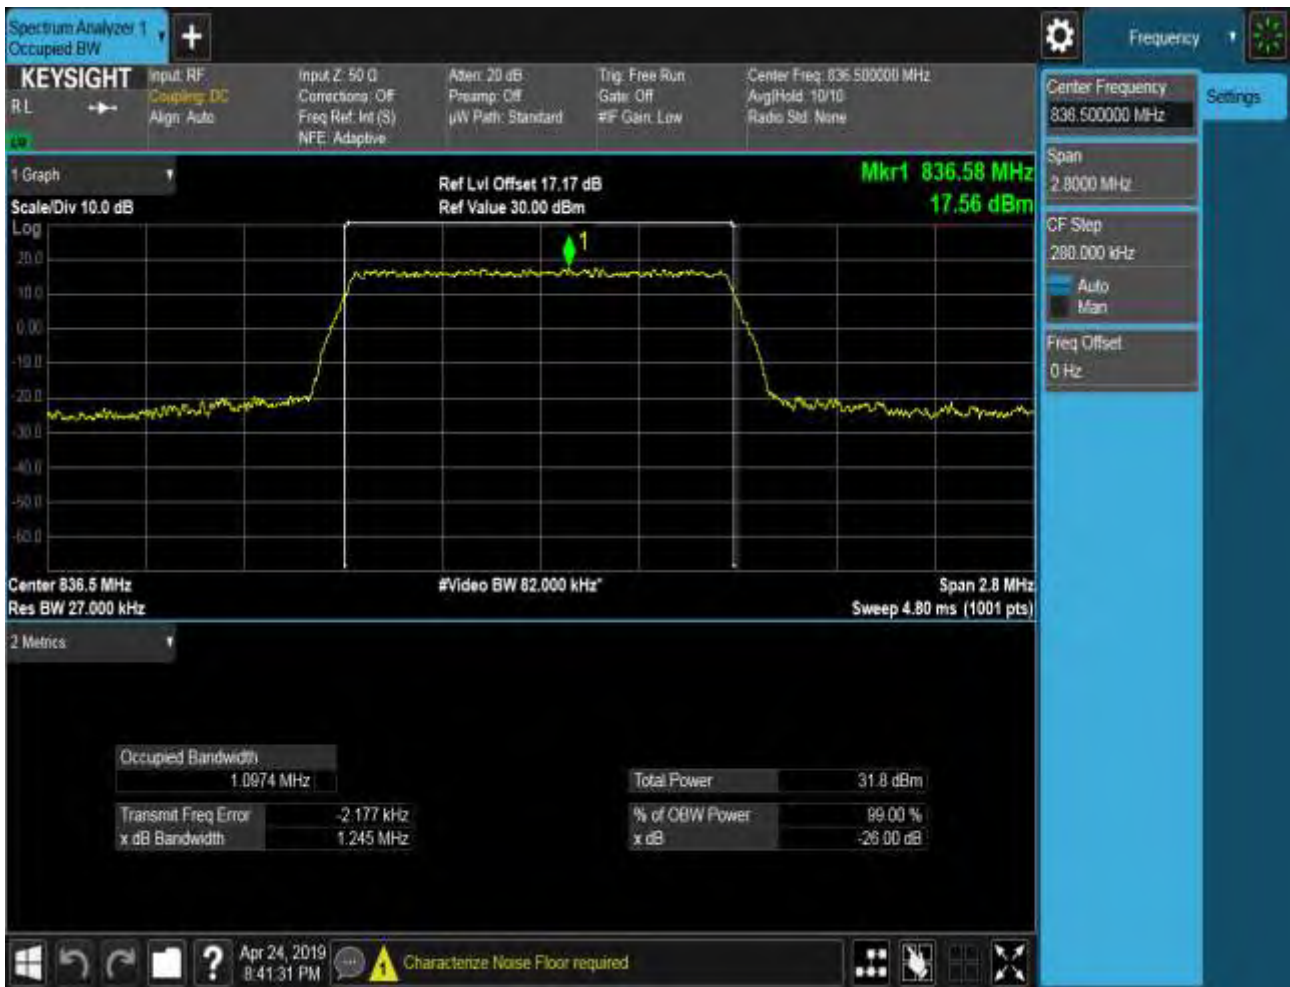 Spectrum Analyzer 1
Occupied BW
Frequency
KEYSIGHT
R L
Input: RF
Coupling: DC
Align: Auto
Input Z: 50 Ω
Corrections: Off
Freq Ref: Int (S)
NFE: Adaptive
Atten: 20 dB
Preamp: Off
µW Path: Standard
Trig: Free Run
Gate: Off
#IF Gain: Low
Center Freq: 836.500000 MHz
Avg|Hold: 10/10
Radio Std: None
Center Frequency
836.500000 MHz
Settings
Span
2.8000 MHz
CF Step
280.000 kHz
Auto
Man
Freq Offset
0 Hz
1 Graph
Scale/Div 10.0 dB
Ref Lvl Offset 17.17 dB
Ref Value 30.00 dBm
Mkr1 836.58 MHz
17.56 dBm
Log
20.0
10.0
0.00
-10.0
-20.0
-30.0
-40.0
-50.0
-60.0
1
Center 836.5 MHz
Res BW 27.000 kHz
#Video BW 82.000 kHz*
Span 2.8 MHz
Sweep 4.80 ms (1001 pts)
2 Metrics
Occupied Bandwidth
1.0974 MHz
Transmit Freq Error -2.177 kHz
x dB Bandwidth 1.245 MHz
Total Power 31.8 dBm
% of OBW Power 99.00 %
x dB -26.00 dB
?
Apr 24, 2019
8:41:31 PM
1
Characterize Noise Floor required